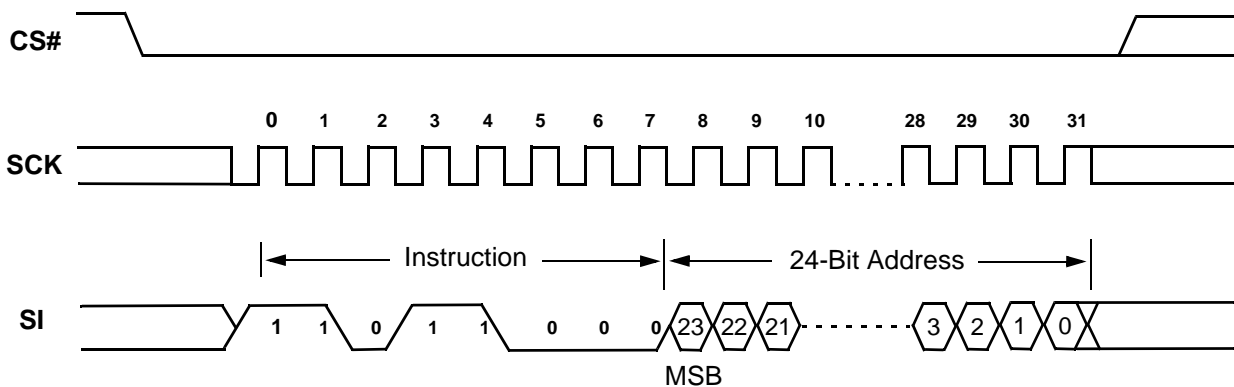 CS#
0 1 2 3 4 5 6 7 8 9 10 28 29 30 31
SCK
Instruction 24-Bit Address
SI 1 1 0 1 1 0 0 0 23 22 21 3 2 1 0
MSB